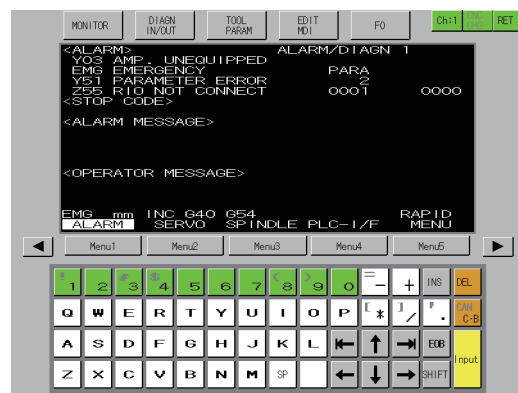 MONITOR DIAGN IN/OUT TOOL PARAM EDIT MDI F0 Ch:1 CNC CHG RET
<ALARM> ALARM/DIAGN 1
Y03 AMP. UNEQUIPPED
EMG EMERGENCY PARA
Y51 PARAMETER ERROR 2
Z55 RIO NOT CONNECT 0001 0000
<STOP CODE>
<ALARM MESSAGE>
<OPERATOR MESSAGE>
EMG mm INC G40 G54 RAPID
ALARM SERVO SPINDLE PLC-I/F MENU
◀ Menu1 Menu2 Menu3 Menu4 Menu5 ▶
! 1 2 # 3 $ 4 5 6 7 ( 8 ) 9 0 = - + INS DEL
Q W E R T Y U I O P [ * ] / ' . CAN C·B
A S D F G H J K L ↑ EOB Input
Z X C V B N M SP ← ↓ → SHIFT